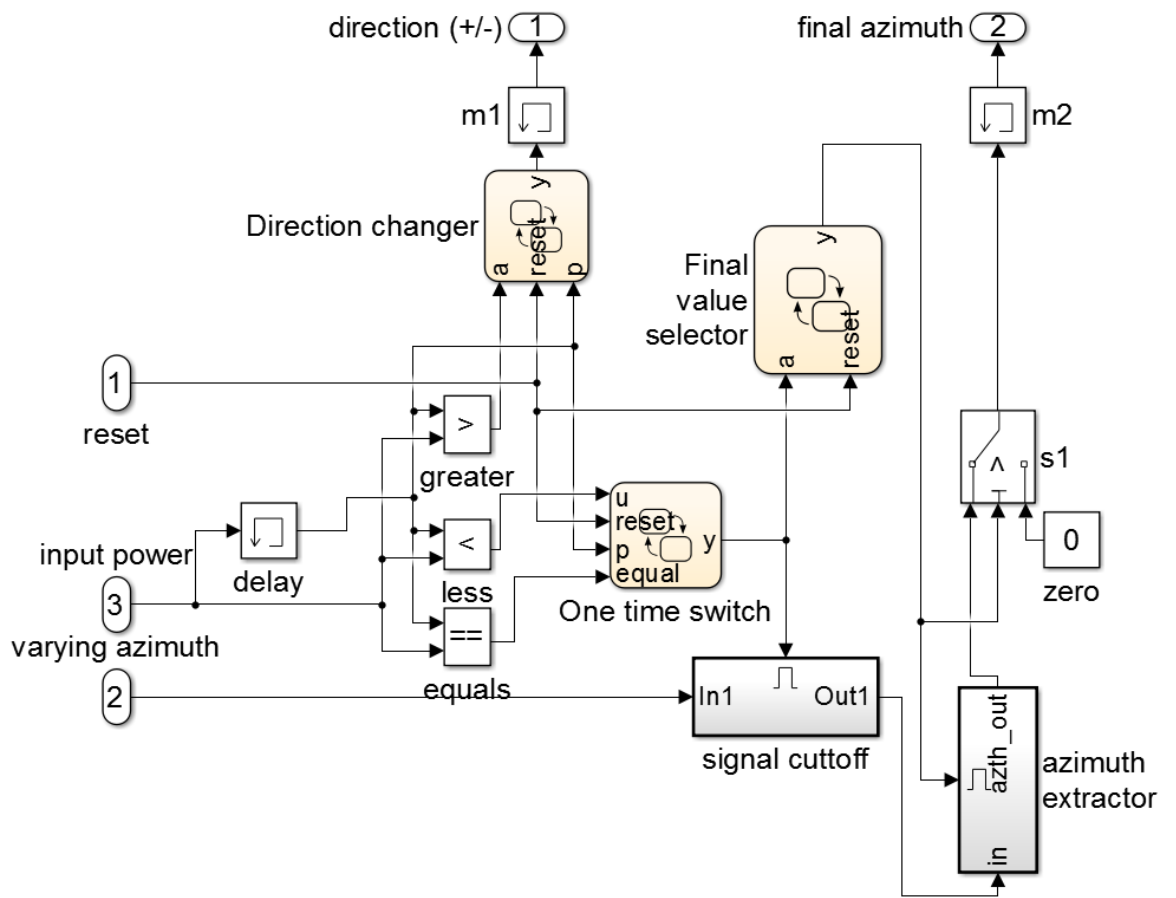 direction (+/-) 1
final azimuth 2
m1
m2
y
Direction changer
a
reset
p
y
Final
value
selector
a
reset
1
reset
>
greater
s1
>
0
zero
input power
delay
<
less
3
varying azimuth
==
equals
2
u
reset
p
equal
y
One time switch
In1
Out1
signal cuttoff
azth_out
in
azimuth
extractor